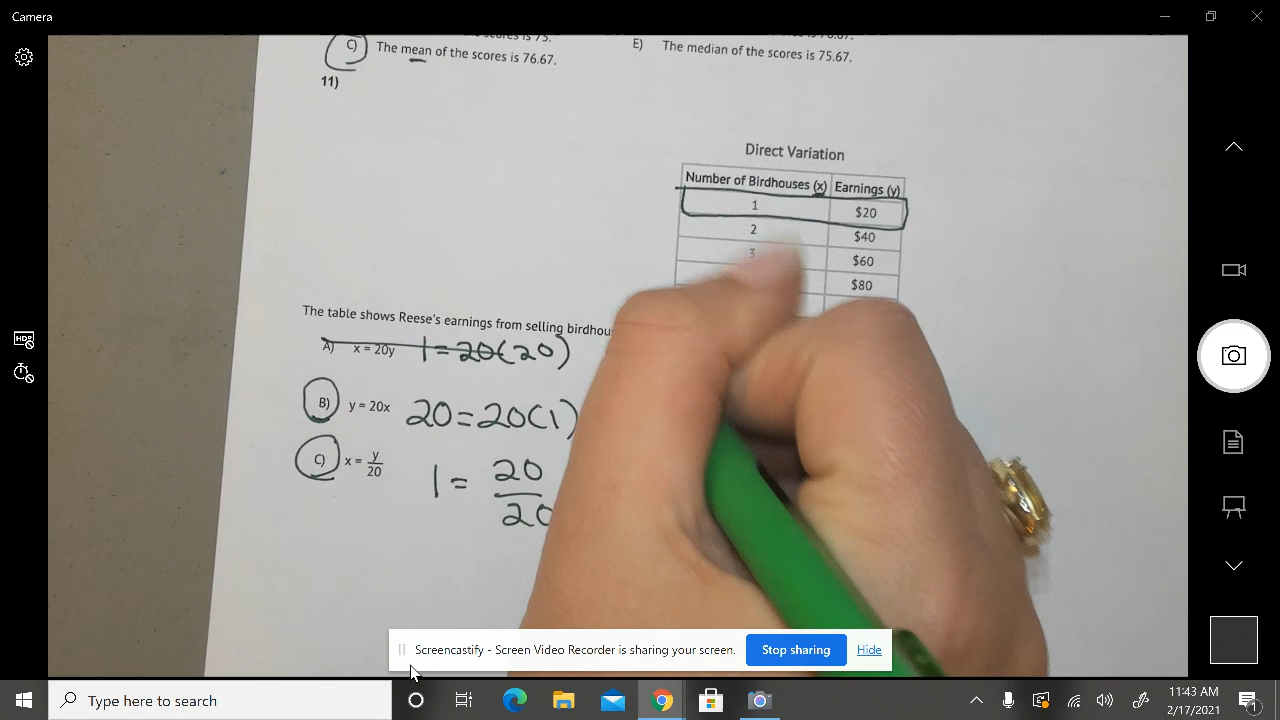 Camera
C) The mean of the scores is 76.67.
E) The median of the scores is 75.67.
11)
Direct Variation
Number of Birdhouses (x) Earnings (y)
1 $20
2 $40
3 $60
$80
The table shows Reese's earnings from selling
A) x = 20y 1 = 20(20)
B) y = 20x 20 = 20(1)
C) x = y/20 1 = 20/20
Screencastify - Screen Video Recorder is sharing your screen. Stop sharing Hide
Type here to search
11:43 AM
2/17/2021